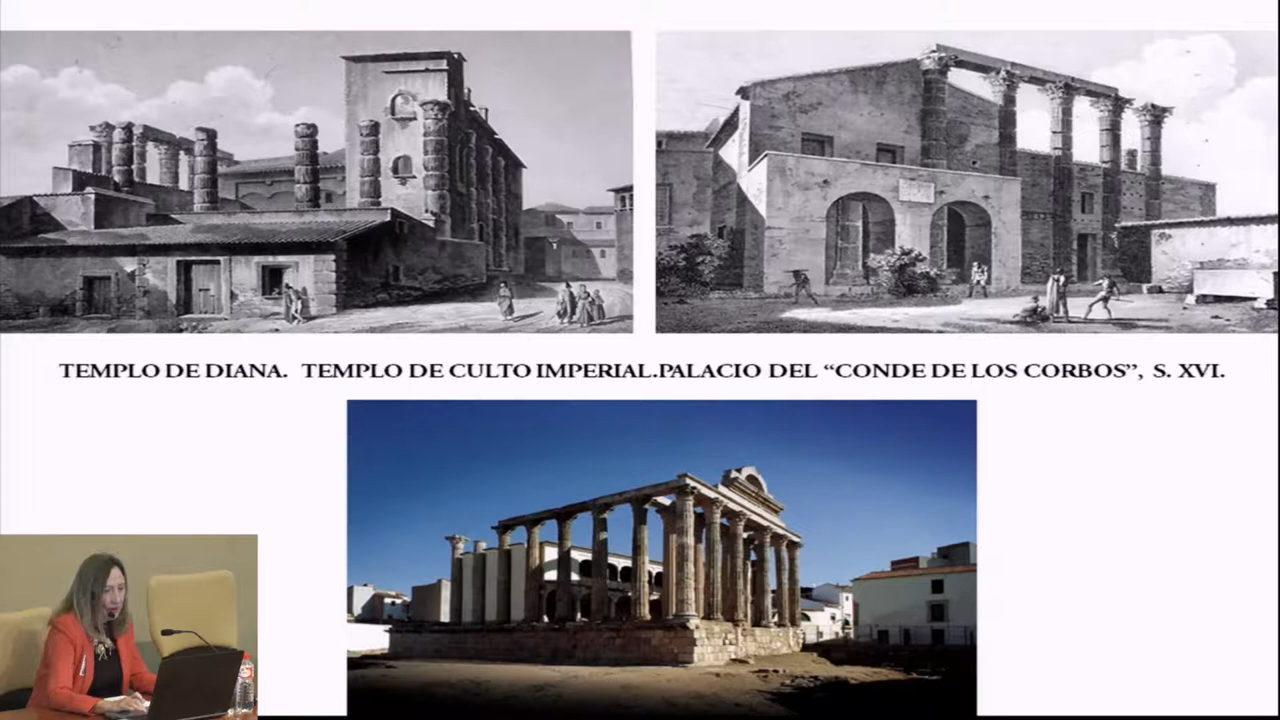 TEMPLO DE DIANA. TEMPLO DE CULTO IMPERIAL.PALACIO DEL “CONDE DE LOS CORBOS”, S. XVI.